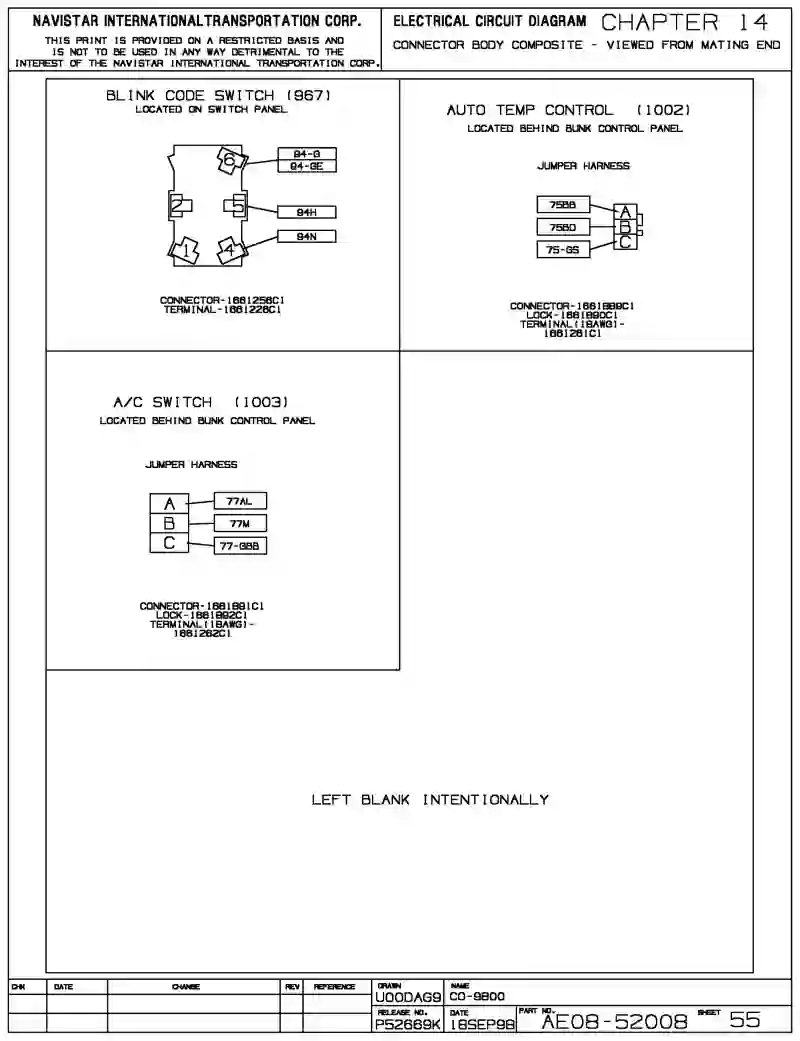 NAVISTAR INTERNATIONALTRANSPORTATION CORP.
THIS PRINT IS PROVIDED ON A RESTRICTED BASIS AND
IS NOT TO BE USED IN ANY WAY DETRIMENTAL TO THE
INTEREST OF THE NAVISTAR INTERNATIONAL TRANSPORTATION CORP.
ELECTRICAL CIRCUIT DIAGRAM CHAPTER 14
CONNECTOR BODY COMPOSITE - VIEWED FROM MATING END
BLINK CODE SWITCH (967)
LOCATED ON SWITCH PANEL
6
94-G
94-GE
2
5
94H
1
4
94N
CONNECTOR-1661256C1
TERMINAL-1661226C1
AUTO TEMP CONTROL (1002)
LOCATED BEHIND BUNK CONTROL PANEL
JUMPER HARNESS
75BB
A
75BD
B
75-GS
C
CONNECTOR-1661889C1
LOCK-1661890C1
TERMINAL(18AWG)-
1661261C1
A/C SWITCH (1003)
LOCATED BEHIND BUNK CONTROL PANEL
JUMPER HARNESS
A
77AL
B
77M
C
77-GBB
CONNECTOR-1661891C1
LOCK-1661892C1
TERMINAL(18AWG)-
1661262C1
LEFT BLANK INTENTIONALLY
CHK
DATE
CHANGE
REV
REFERENCE
DRAWN
U00DAG9
NAME
CO-9800
RELEASE NO.
P52669K
DATE
18SEP98
PART NO.
AE08-52008
SHEET
55